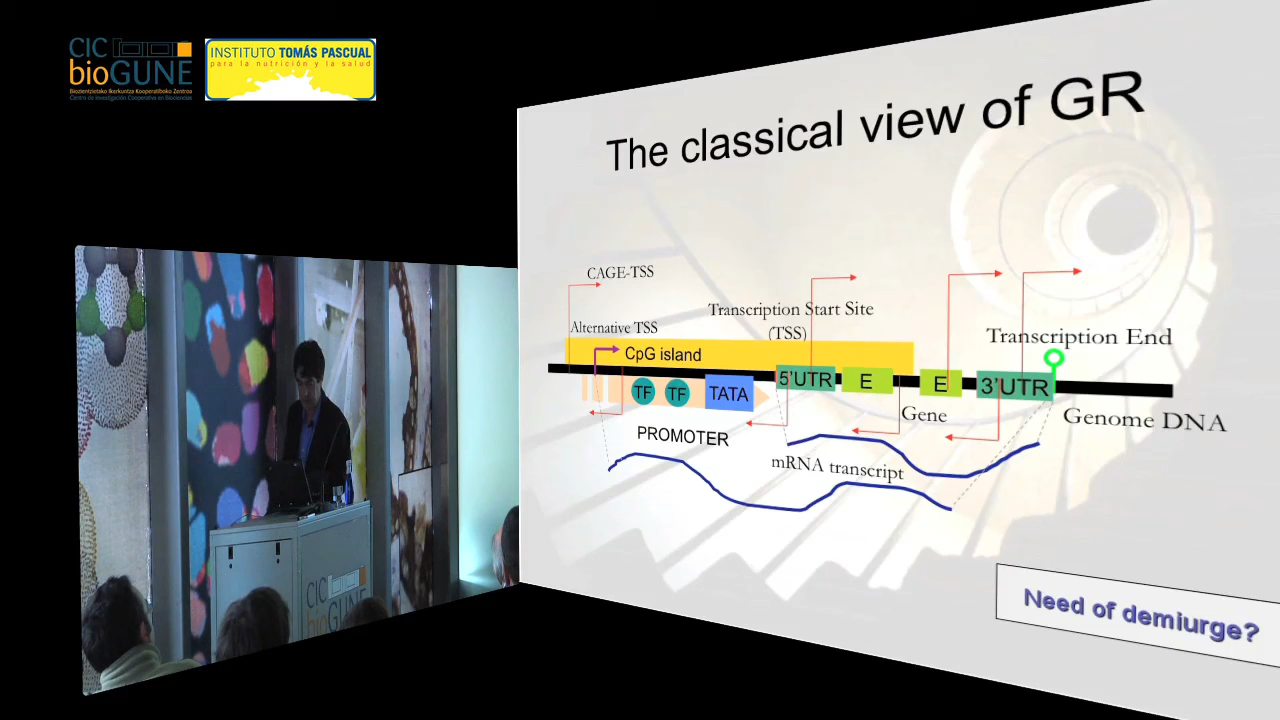 CIC
bioGUNE
Biozientzietako Ikerkuntza Kooperatiboko Zentroa
Centro de Investigación Cooperativa en Biociencias
INSTITUTO TOMÁS PASCUAL
para la nutrición y la salud
The classical view of GR
CAGE-TSS
Transcription Start Site
(TSS)
Alternative TSS
Transcription End
CpG island
TF
TF
TATA
5'UTR
E
E
3'UTR
Gene
Genome DNA
PROMOTER
mRNA transcript
Need of demiurge?
CIC
bioGUNE